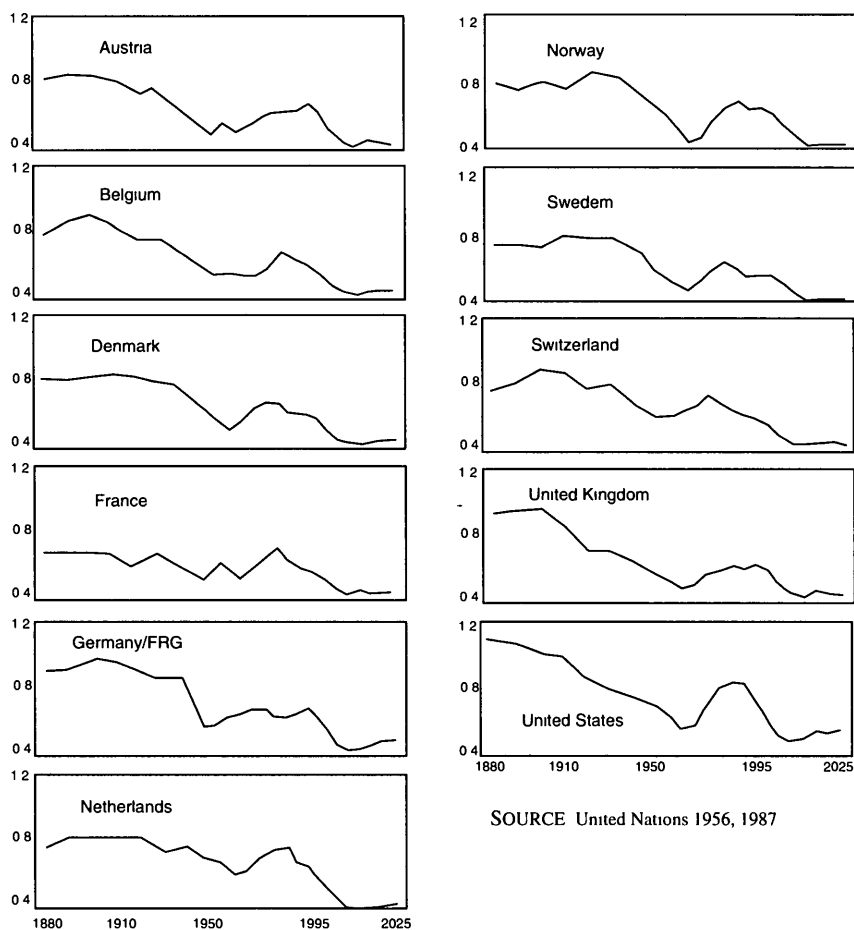 1 2
Austria
0 8
0 4
1 2
Belgium
0 8
0 4
1 2
Denmark
0 8
0 4
1 2
France
0 8
0 4
1 2
Germany/FRG
0 8
0 4
1 2
Netherlands
0 8
0 4
1880 1910 1950 1995 2025
1 2
Norway
0 8
0 4
1 2
Swedem
0 8
0 4
1 2
Switzerland
0 8
0 4
1 2
United Kingdom
0 8
0 4
1 2
0 8
United States
0 4
1880 1910 1950 1995 2025
SOURCE United Nations 1956, 1987